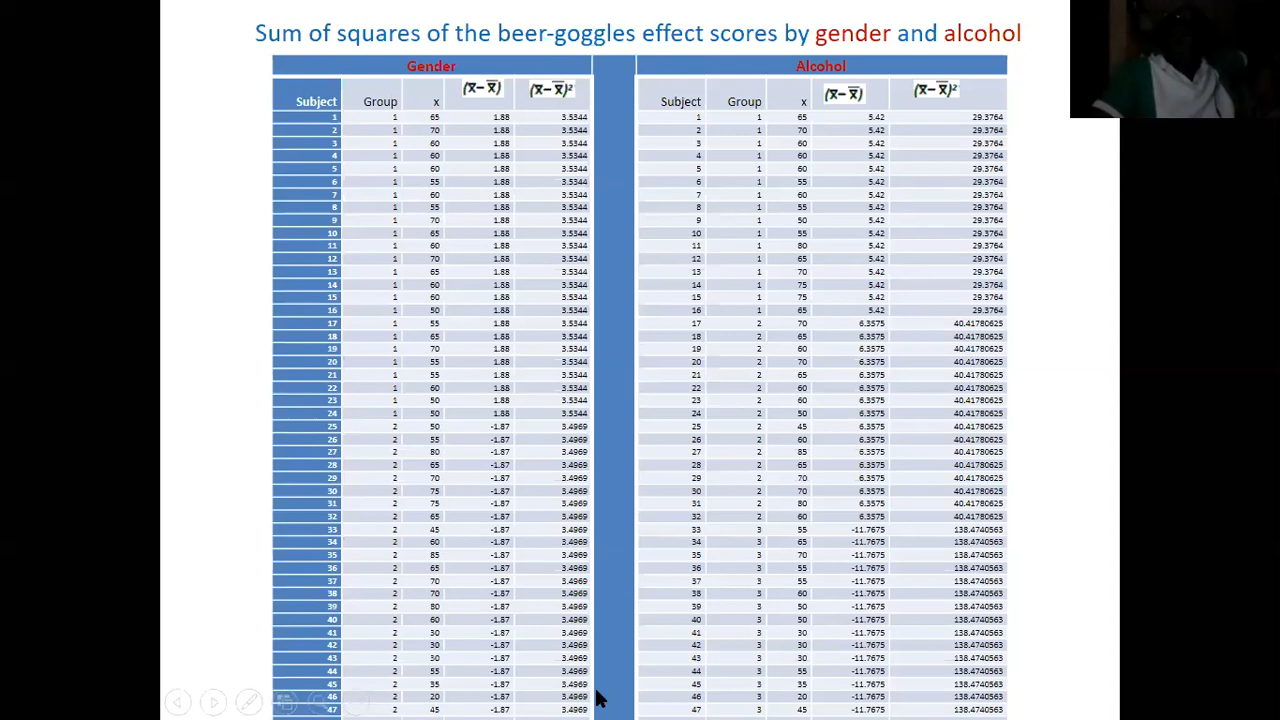 Sum of squares of the beer-goggles effect scores by gender and alcohol
Gender Alcohol
Subject Group x (x̅− x̿) (x̅− x̿)² Subject Group x (x̅− x̿) (x̅− x̿)²
1 1 65 1.88 3.5344 1 1 65 5.42 29.3764
2 1 70 1.88 3.5344 2 1 70 5.42 29.3764
3 1 60 1.88 3.5344 3 1 60 5.42 29.3764
4 1 60 1.88 3.5344 4 1 60 5.42 29.3764
5 1 60 1.88 3.5344 5 1 60 5.42 29.3764
6 1 55 1.88 3.5344 6 1 55 5.42 29.3764
7 1 60 1.88 3.5344 7 1 60 5.42 29.3764
8 1 55 1.88 3.5344 8 1 55 5.42 29.3764
9 1 70 1.88 3.5344 9 1 50 5.42 29.3764
10 1 65 1.88 3.5344 10 1 55 5.42 29.3764
11 1 60 1.88 3.5344 11 1 80 5.42 29.3764
12 1 70 1.88 3.5344 12 1 65 5.42 29.3764
13 1 65 1.88 3.5344 13 1 70 5.42 29.3764
14 1 60 1.88 3.5344 14 1 75 5.42 29.3764
15 1 60 1.88 3.5344 15 1 75 5.42 29.3764
16 1 50 1.88 3.5344 16 1 65 5.42 29.3764
17 1 55 1.88 3.5344 17 2 70 6.3575 40.41780625
18 1 65 1.88 3.5344 18 2 65 6.3575 40.41780625
19 1 70 1.88 3.5344 19 2 60 6.3575 40.41780625
20 1 55 1.88 3.5344 20 2 70 6.3575 40.41780625
21 1 55 1.88 3.5344 21 2 65 6.3575 40.41780625
22 1 60 1.88 3.5344 22 2 60 6.3575 40.41780625
23 1 50 1.88 3.5344 23 2 60 6.3575 40.41780625
24 1 50 1.88 3.5344 24 2 50 6.3575 40.41780625
25 2 50 -1.87 3.4969 25 2 45 6.3575 40.41780625
26 2 55 -1.87 3.4969 26 2 60 6.3575 40.41780625
27 2 80 -1.87 3.4969 27 2 85 6.3575 40.41780625
28 2 65 -1.87 3.4969 28 2 65 6.3575 40.41780625
29 2 70 -1.87 3.4969 29 2 70 6.3575 40.41780625
30 2 75 -1.87 3.4969 30 2 70 6.3575 40.41780625
31 2 75 -1.87 3.4969 31 2 80 6.3575 40.41780625
32 2 65 -1.87 3.4969 32 2 60 6.3575 40.41780625
33 2 45 -1.87 3.4969 33 3 55 -11.7675 138.4740563
34 2 60 -1.87 3.4969 34 3 65 -11.7675 138.4740563
35 2 85 -1.87 3.4969 35 3 70 -11.7675 138.4740563
36 2 65 -1.87 3.4969 36 3 55 -11.7675 138.4740563
37 2 70 -1.87 3.4969 37 3 55 -11.7675 138.4740563
38 2 70 -1.87 3.4969 38 3 60 -11.7675 138.4740563
39 2 80 -1.87 3.4969 39 3 50 -11.7675 138.4740563
40 2 60 -1.87 3.4969 40 3 50 -11.7675 138.4740563
41 2 30 -1.87 3.4969 41 3 30 -11.7675 138.4740563
42 2 30 -1.87 3.4969 42 3 30 -11.7675 138.4740563
43 2 30 -1.87 3.4969 43 3 30 -11.7675 138.4740563
44 2 55 -1.87 3.4969 44 3 55 -11.7675 138.4740563
45 2 35 -1.87 3.4969 45 3 35 -11.7675 138.4740563
46 2 20 -1.87 3.4969 46 3 20 -11.7675 138.4740563
47 2 45 -1.87 3.4969 47 3 45 -11.7675 138.4740563